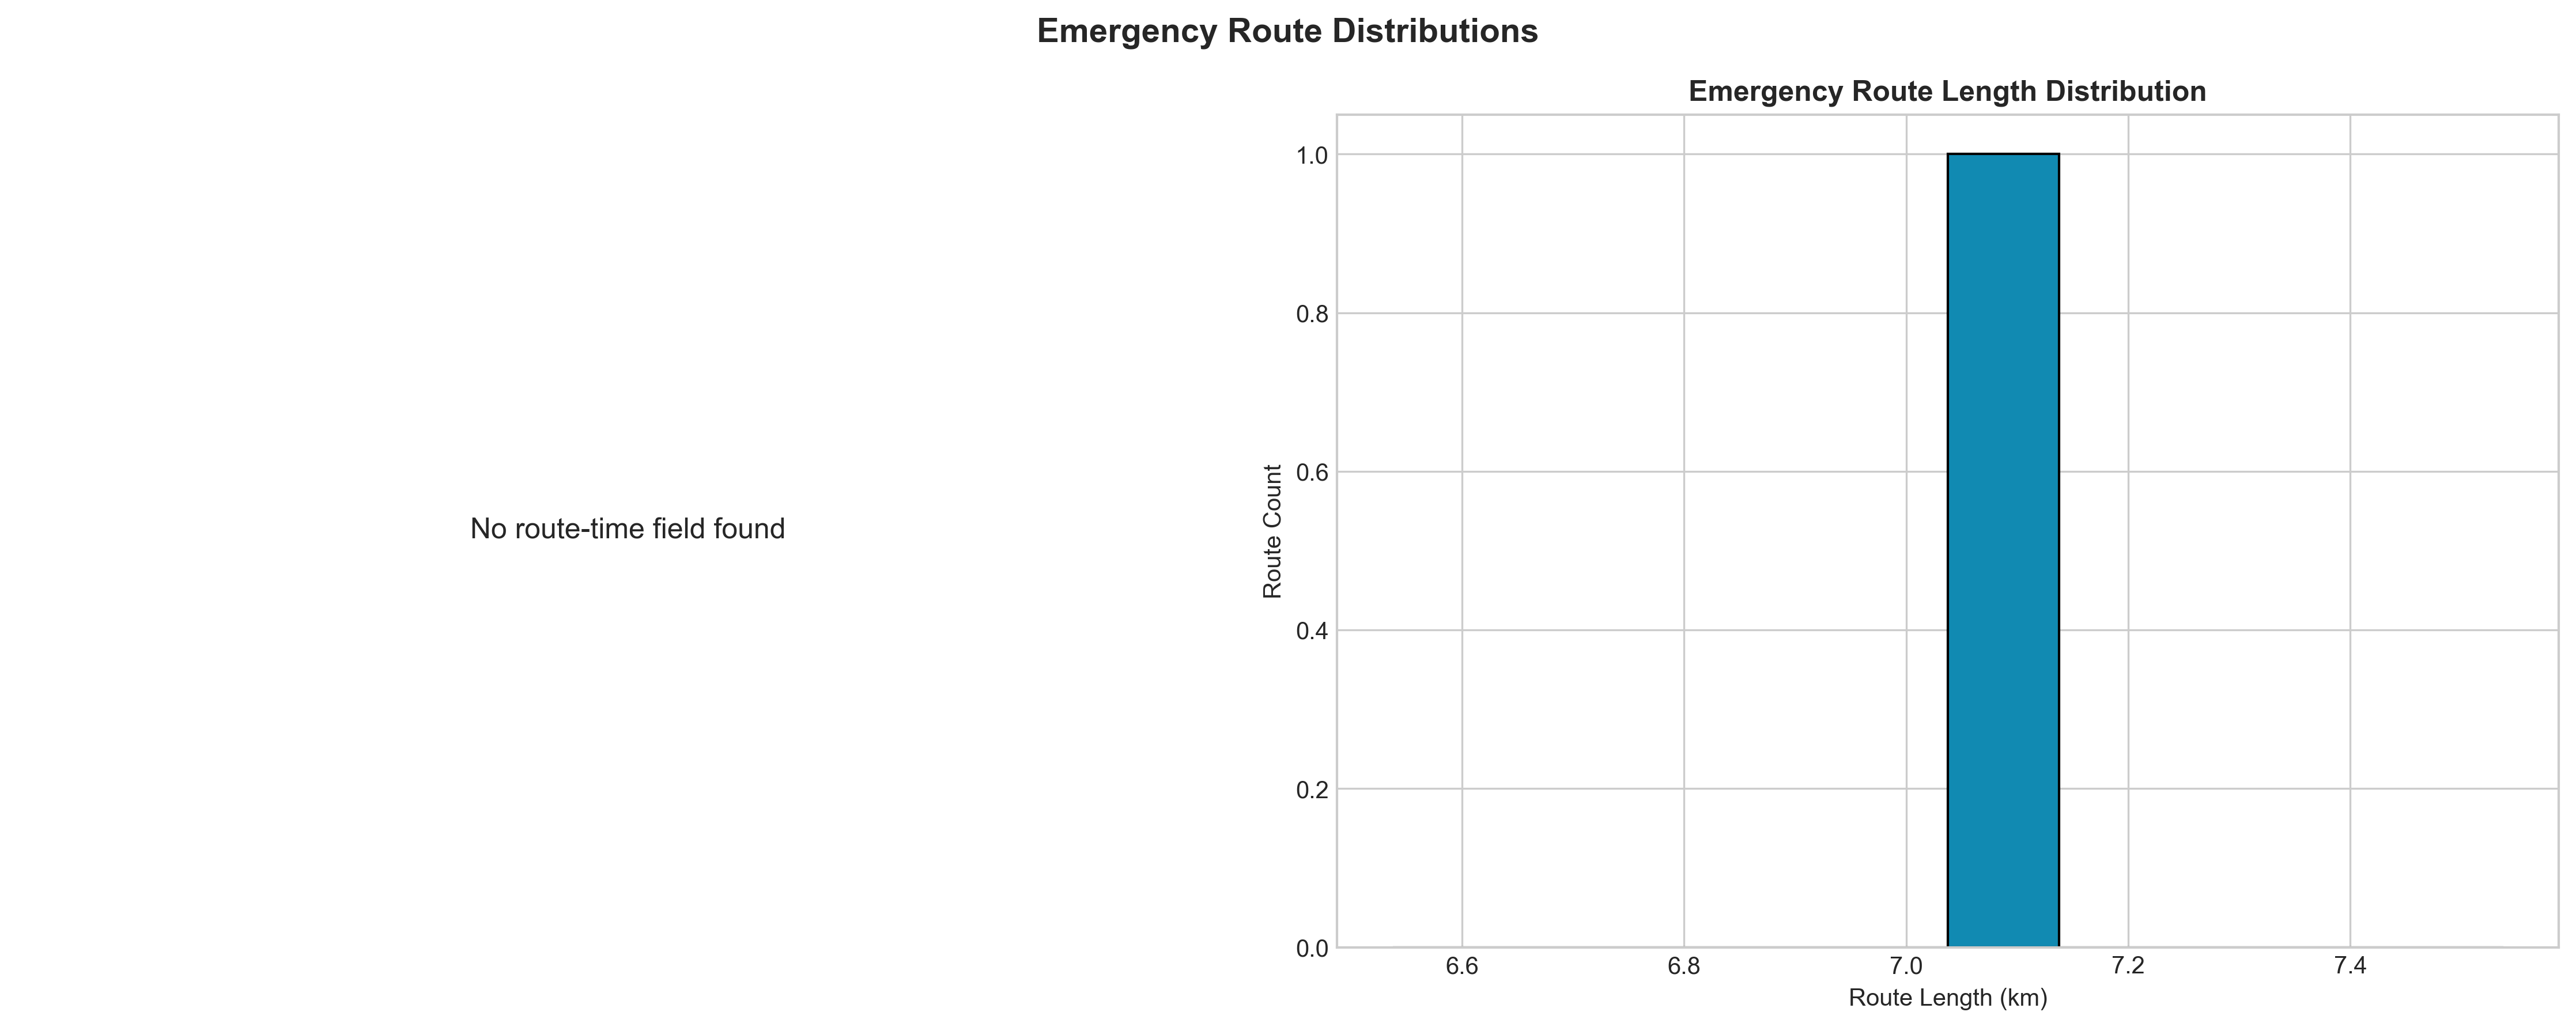 Emergency Route Distributions
No route-time field found
Emergency Route Length Distribution
Route Count
1.0
0.8
0.6
0.4
0.2
0.0
6.6 6.8 7.0 7.2 7.4
Route Length (km)